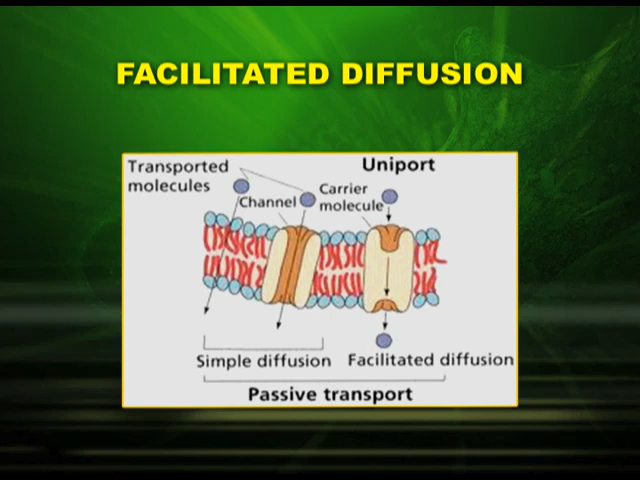 FACILITATED DIFFUSION
Transported
molecules
Uniport
Channel
Carrier
molecule
Simple diffusion
Facilitated diffusion
Passive transport